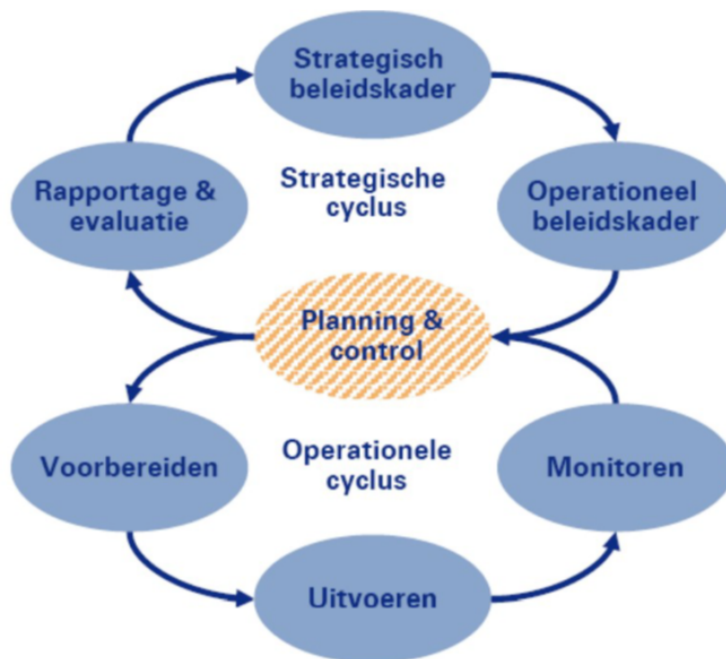 Strategisch
beleidskader
Rapportage &
evaluatie
Strategische
cyclus
Operationeel
beleidskader
Planning &
control
Voorbereiden
Operationele
cyclus
Monitoren
Uitvoeren